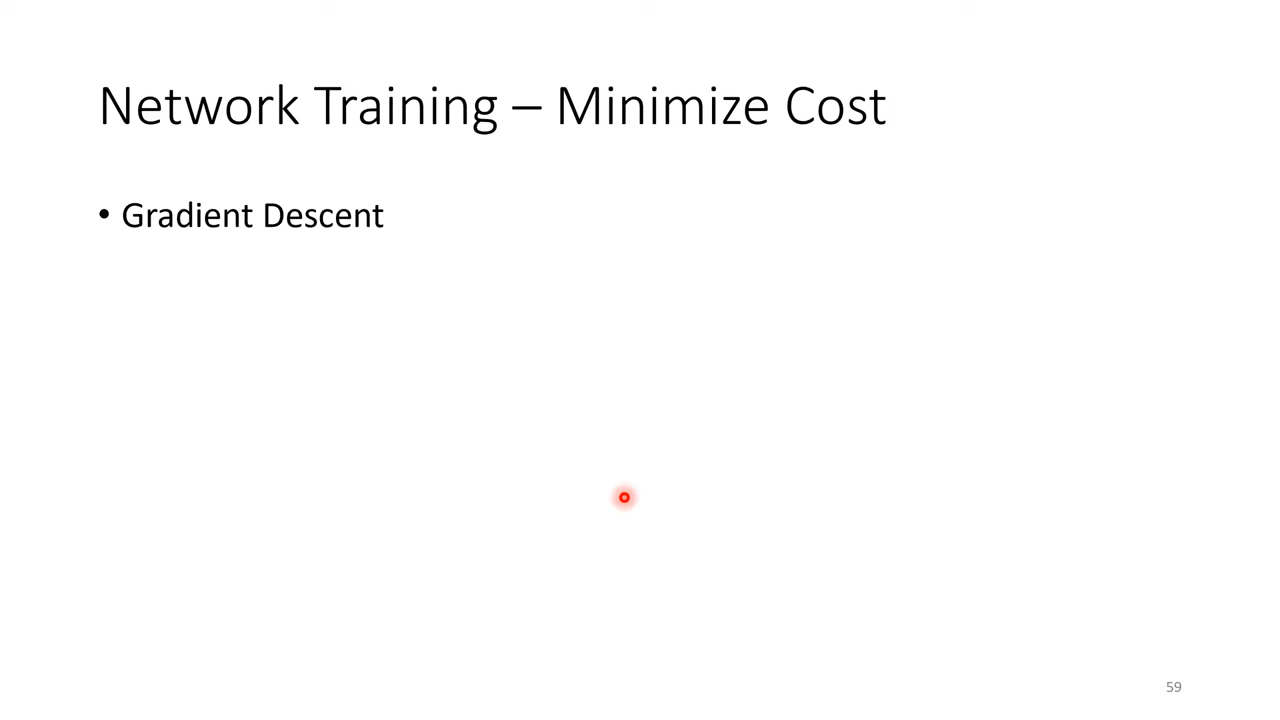 Network Training – Minimize Cost
• Gradient Descent
59